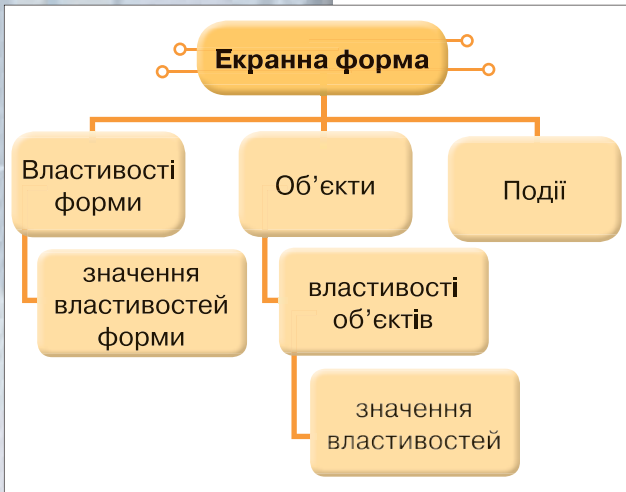 Екранна форма
Властивості
форми
Об’єкти
Події
значення
властивостей
форми
властивості
об’єктів
значення
властивостей